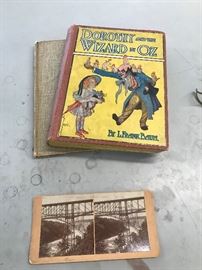 DOROTHY AND THE
WIZARD IN OZ
BY L. FRANK BAUM